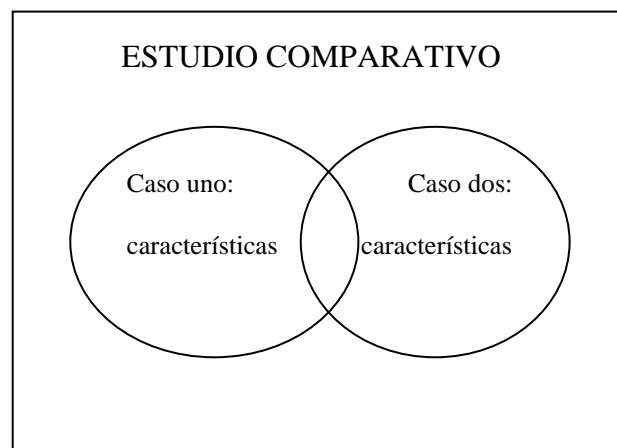 ESTUDIO COMPARATIVO
Caso uno: Caso dos:
características características